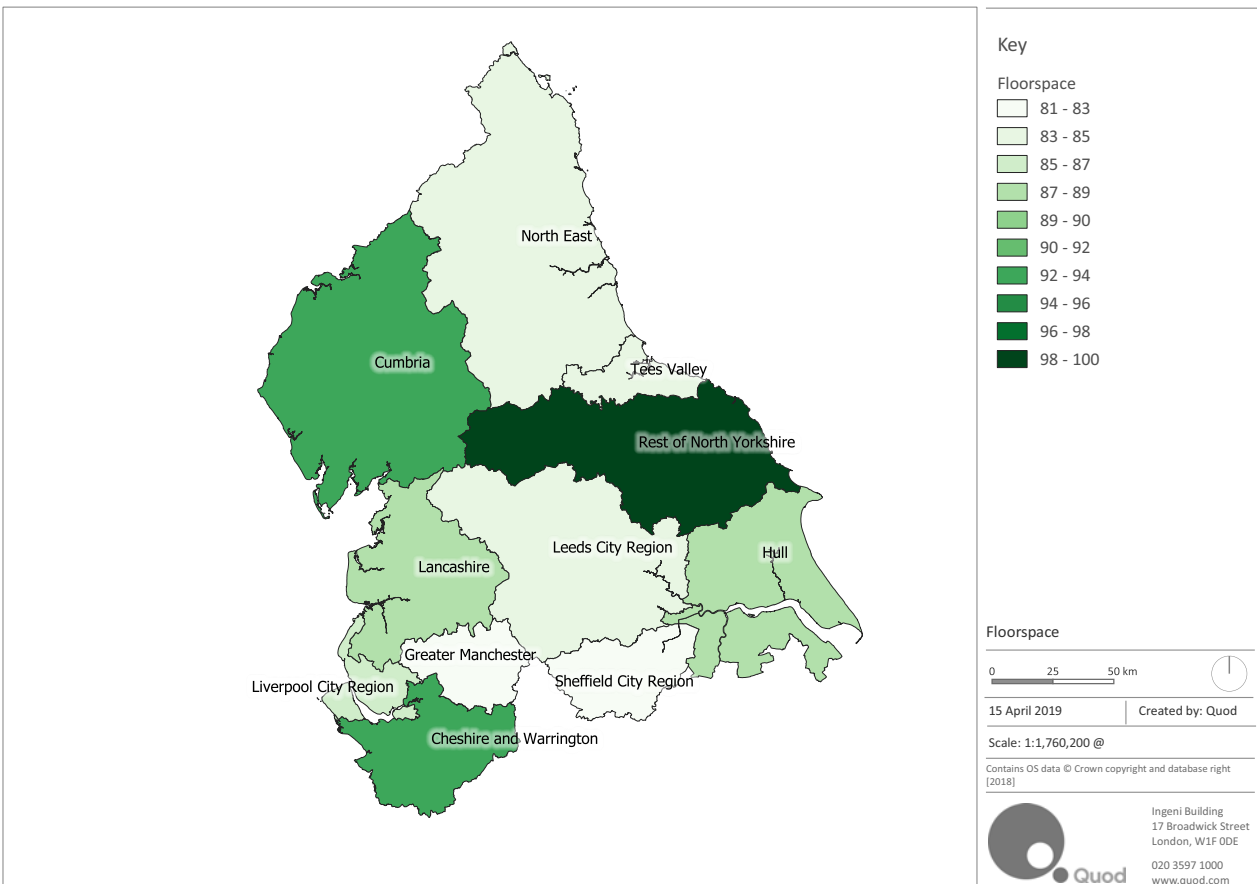 North East
Cumbria
Tees Valley
Rest of North Yorkshire
Leeds City Region
Hull
Lancashire
Greater Manchester
Sheffield City Region
Liverpool City Region
Cheshire and Warrington
Key
Floorspace
81 - 83
83 - 85
85 - 87
87 - 89
89 - 90
90 - 92
92 - 94
94 - 96
96 - 98
98 - 100
Floorspace
0 25 50 km
15 April 2019 Created by: Quod
Scale: 1:1,760,200 @
Contains OS data © Crown copyright and database right
[2018]
Quod
Ingeni Building
17 Broadwick Street
London, W1F 0DE
020 3597 1000
www.quod.com